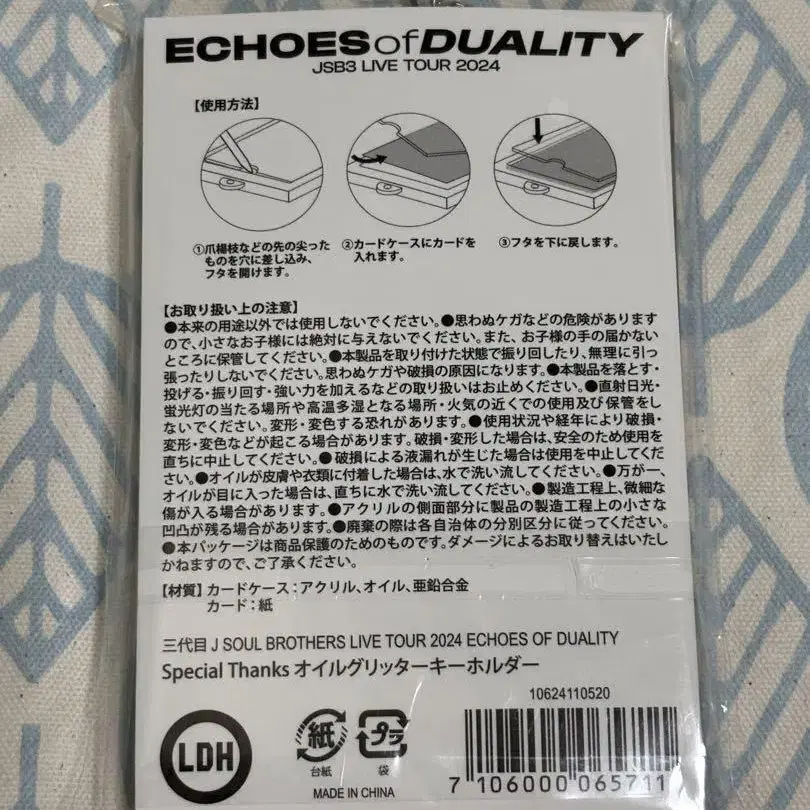 ECHOES of DUALITY
JSB3 LIVE TOUR 2024
【使用方法】
①爪楊枝などの先の尖った
ものを穴に差し込み、
フタを開けます。
②カードケースにカードを
入れます。
③フタを下に戻します。
【お取り扱い上の注意】
●本来の用途以外では使用しないでください。●思わぬケガなどの危険があります
ので、小さなお子様には絶対に与えないでください。また、お子様の手の届かない
ところに保管してください。●本製品を取り付けた状態で振り回したり、無理に引っ
張ったりしないでください。思わぬケガや破損の原因になります。●本製品を落とす・
投げる・振り回す・強い力を加えるなどの取り扱いはお止めください。●直射日光・
蛍光灯の当たる場所や高温多湿となる場所・火気の近くでの使用及び保管をし
ないでください。変形・変色する恐れがあります。●使用状況や経年により破損・
変形・変色などが起こる場合があります。破損・変形した場合は、安全のため使用を
直ちに中止してください。●破損による液漏れが生じた場合は使用を中止してくだ
さい。●オイルが皮膚や衣類に付着した場合は、水で洗い流してください。●万が一、
オイルが目に入った場合は、直ちに水で洗い流してください。●製造工程上、微細な
傷が入る場合があります。●アクリルの側面部分に製品の製造工程上の小さな
凹凸が残る場合があります。●廃棄の際は各自治体の分別区分に従ってください。
●本パッケージは商品保護のためのものです。ダメージによるお取り替えはいたし
かねますので、ご了承ください。
【材質】カードケース：アクリル、オイル、亜鉛合金
カード：紙
三代目 J SOUL BROTHERS LIVE TOUR 2024 ECHOES OF DUALITY
Special Thanks オイルグリッターキーホルダー
10624110520
LDH
紙
台紙
プラ
袋
MADE IN CHINA
7 106000 065711